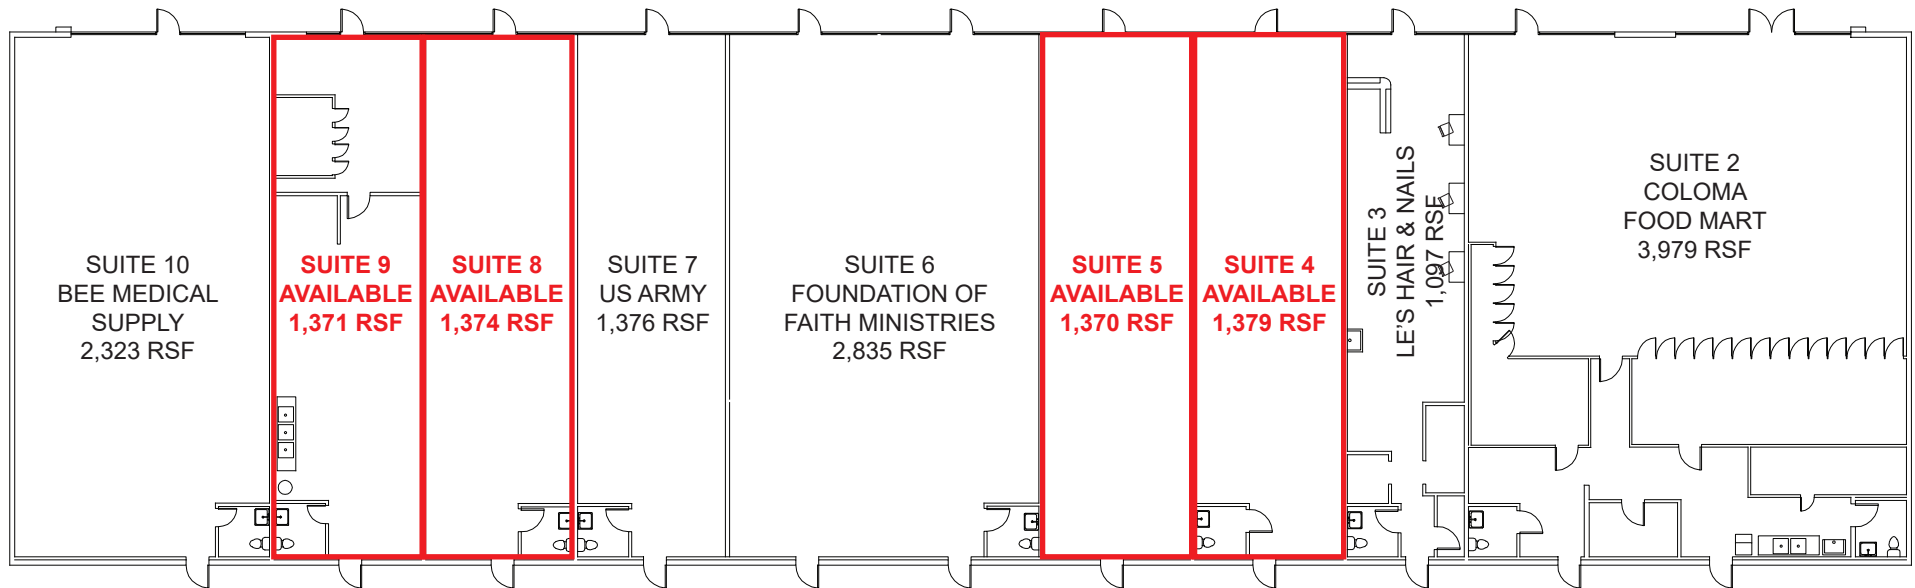 SUITE 10
BEE MEDICAL
SUPPLY
2,323 RSF
SUITE 9
AVAILABLE
1,371 RSF
SUITE 8
AVAILABLE
1,374 RSF
SUITE 7
US ARMY
1,376 RSF
SUITE 6
FOUNDATION OF
FAITH MINISTRIES
2,835 RSF
SUITE 5
AVAILABLE
1,370 RSF
SUITE 4
AVAILABLE
1,379 RSF
SUITE 3
LE'S HAIR & NAILS
1,097 RSF
SUITE 2
COLOMA
FOOD MART
3,979 RSF